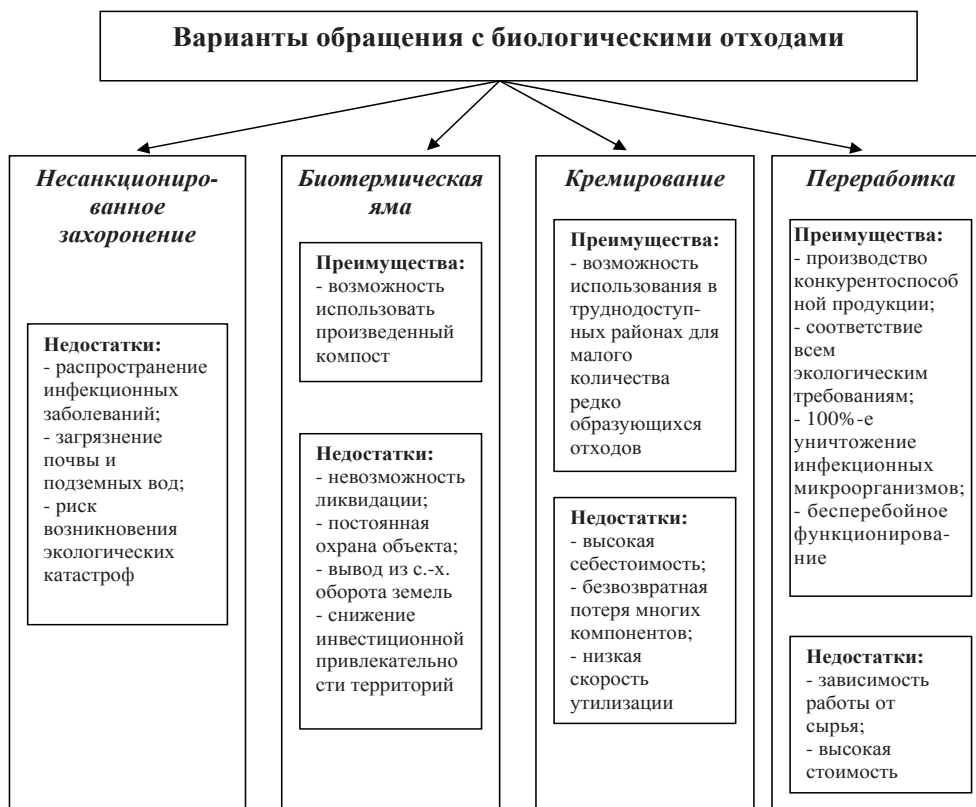 Варианты обращения с биологическими отходами
Несанкциониро-
ванное
захоронение
Недостатки:
- распространение
инфекционных
заболеваний;
- загрязнение
почвы и
подземных вод;
- риск
возникновения
экологических
катастроф
Биотермическая
яма
Преимущества:
- возможность
использовать
произведенный
компост
Недостатки:
- невозможность
ликвидации;
- постоянная
охрана объекта;
- вывод из с.-х.
оборота земель
- снижение
инвестиционной
привлекательно
сти территорий
Кремирование
Преимущества:
- возможность
использования в
труднодоступ-
ных районах для
малого
количества
редко
образующихся
отходов
Недостатки:
- высокая
себестоимость;
- безвозвратная
потеря многих
компонентов;
- низкая
скорость
утилизации
Переработка
Преимущества:
- производство
конкурентоспособ
ной продукции;
- соответствие
всем
экологическим
требованиям;
- 100%-е
уничтожение
инфекционных
микроорганизмов;
- бесперебойное
функционирова-
ние
Недостатки:
- зависимость
работы от
сырья;
- высокая
стоимость